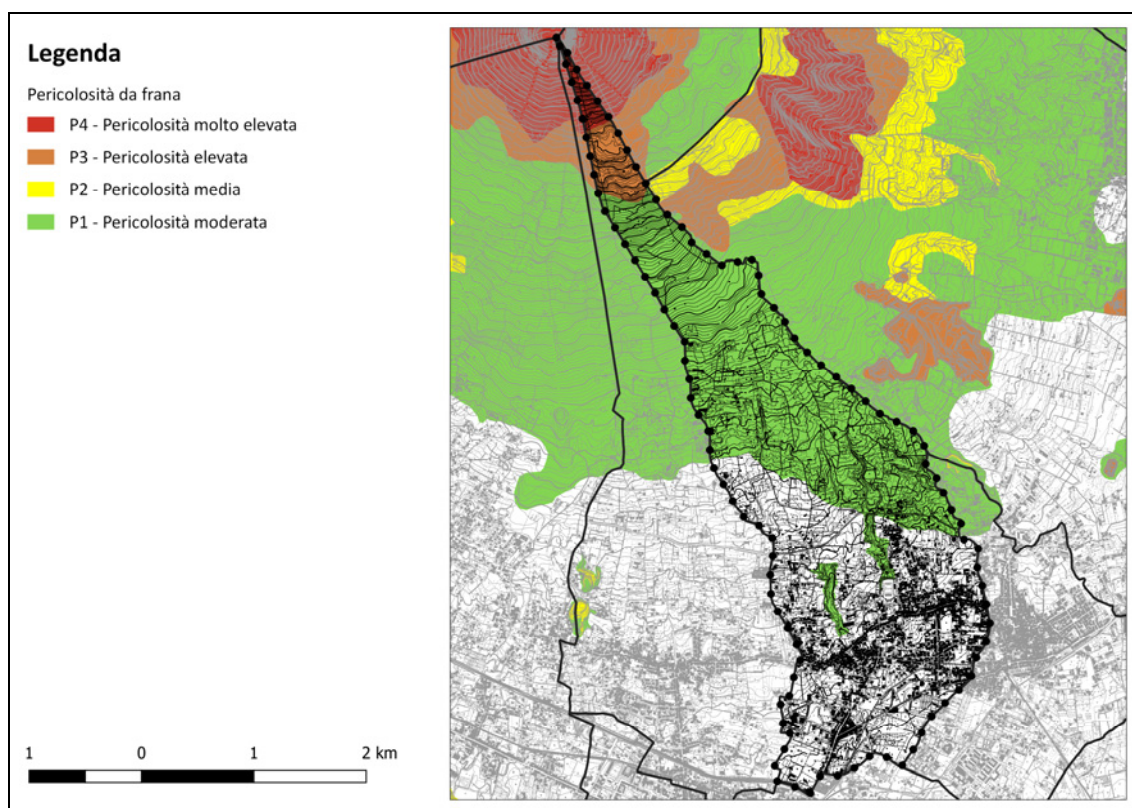 Legenda
Pericolosità da frana
P4 - Pericolosità molto elevata
P3 - Pericolosità elevata
P2 - Pericolosità media
P1 - Pericolosità moderata
1 0 1 2 km